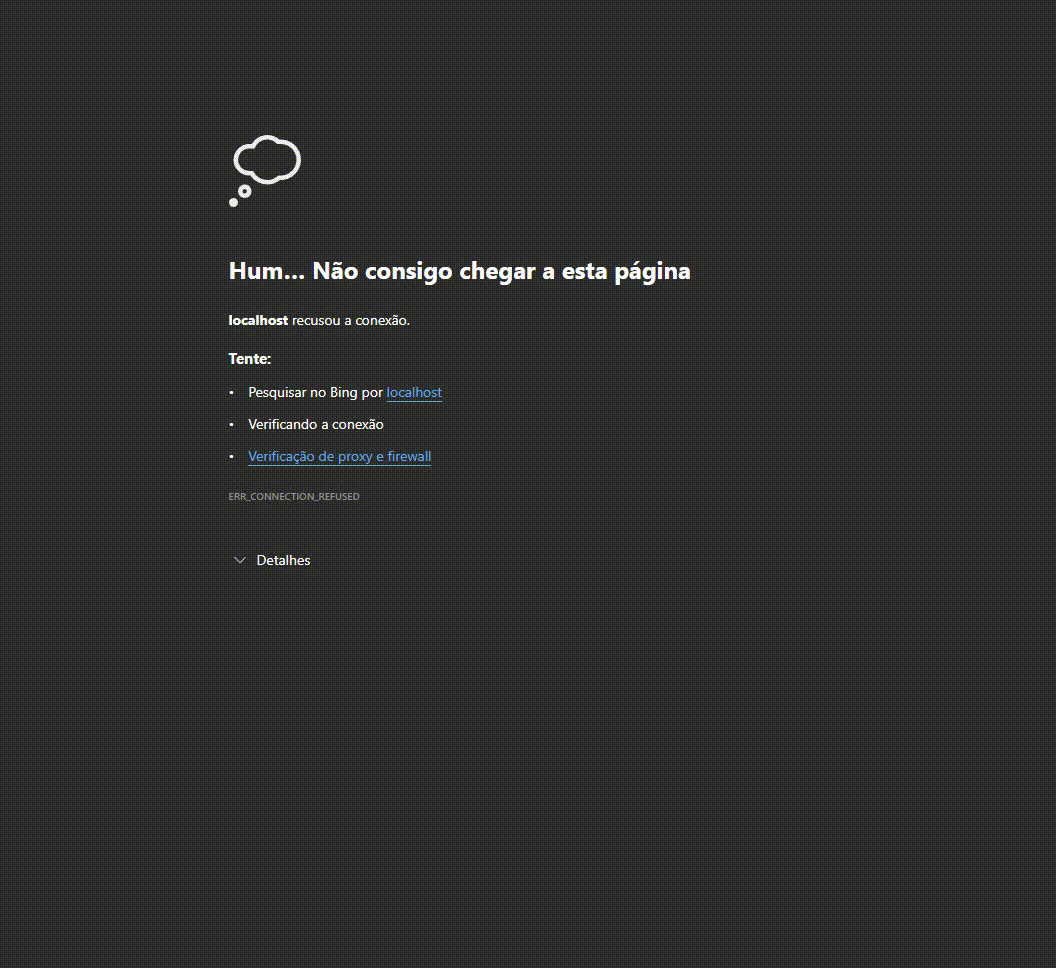 Hum... Não consigo chegar a esta página
localhost recusou a conexão.
Tente:
• Pesquisar no Bing por localhost
• Verificando a conexão
• Verificação de proxy e firewall
ERR_CONNECTION_REFUSED
Detalhes